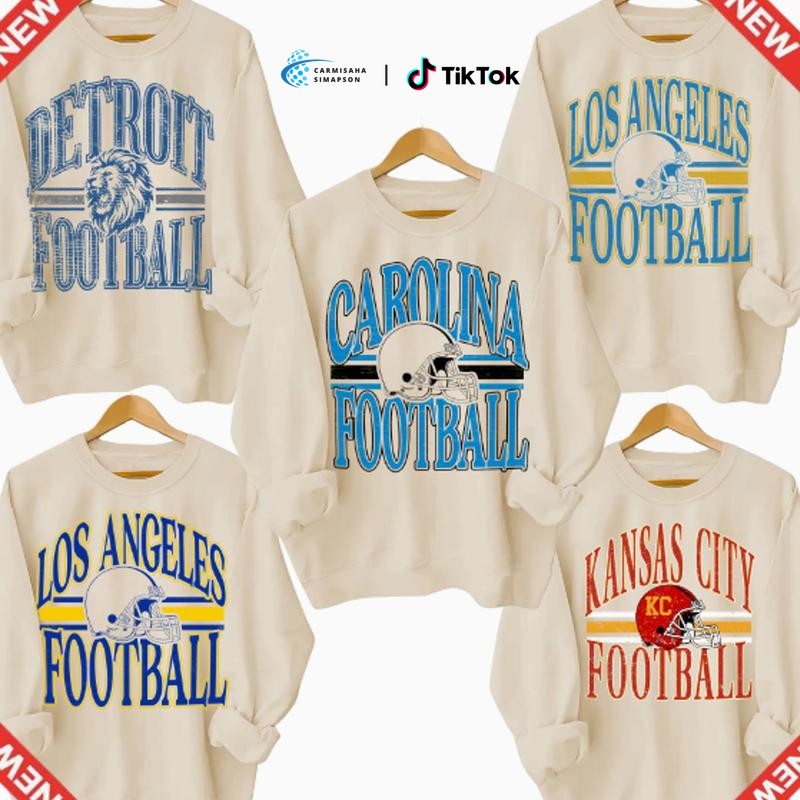 NEW
NEW
CARMISAHA
SIMAPSON
|
TikTok
DETROIT
FOOTBALL
LOS ANGELES
FOOTBALL
CAROLINA
FOOTBALL
LOS ANGELES
FOOTBALL
KANSAS CITY
KC
FOOTBALL
NEW
NEW